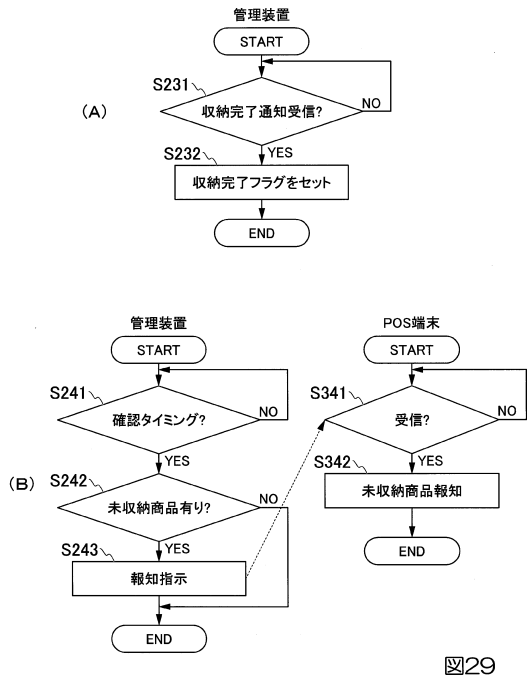 管理装置
START
S231
収納完了通知受信?
NO
(A)
YES
S232
収納完了フラグをセット
END
管理装置
START
S241
確認タイミング?
NO
YES
(B)
S242
未収納商品有り?
NO
YES
S243
報知指示
END
POS端末
START
S341
受信?
NO
YES
S342
未収納商品報知
END
図29